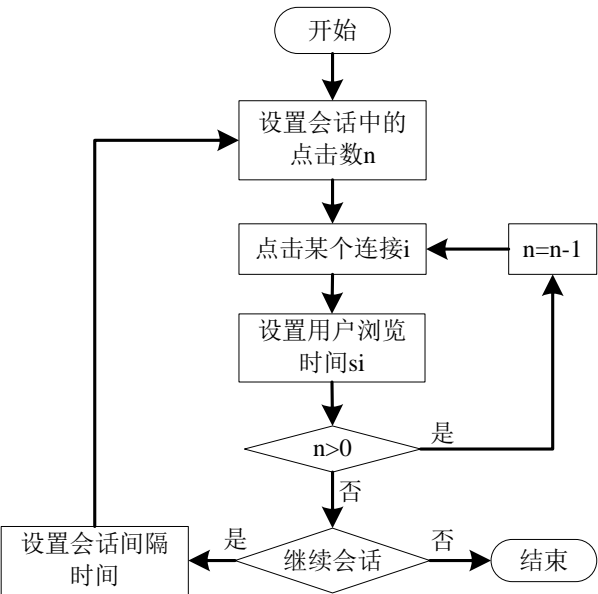 开始
设置会话中的
点击数n
点击某个连接i
n=n-1
设置用户浏览
时间si
n>0
是
否
设置会话间隔
时间
是
继续会话
否
结束